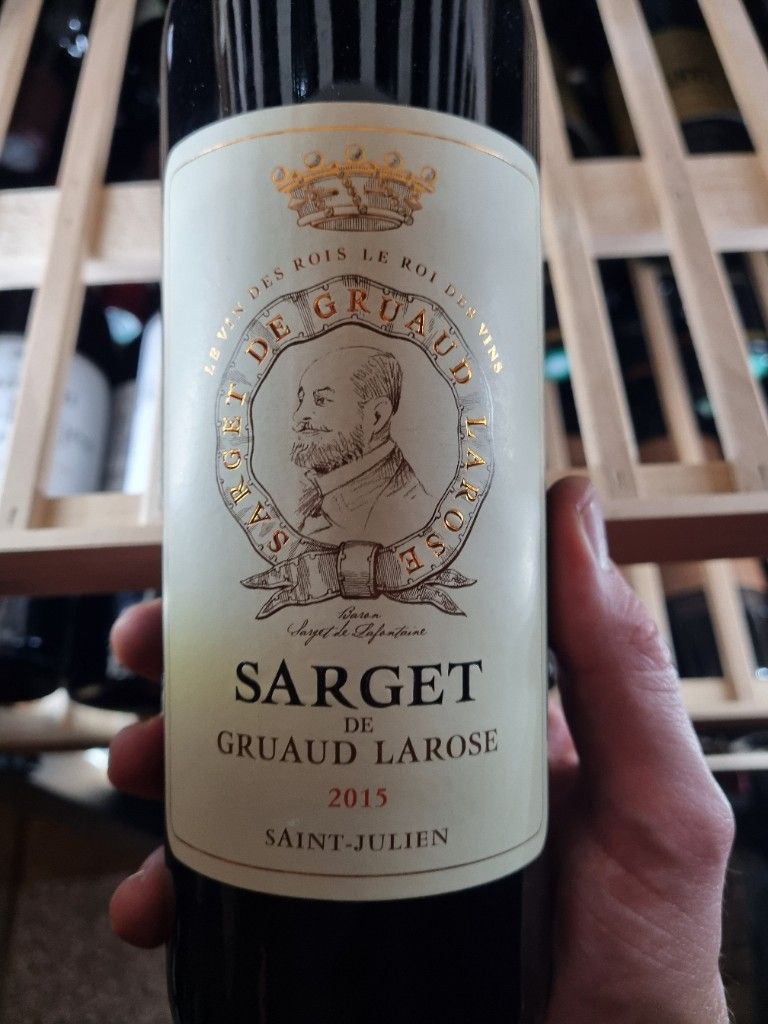 LE VIN DES ROIS LE ROI DES VINS
SARGET DE GRUAUD LAROSE
Baron
Sarget de Lafontaine
SARGET
DE
GRUAUD LAROSE
2015
SAINT-JULIEN